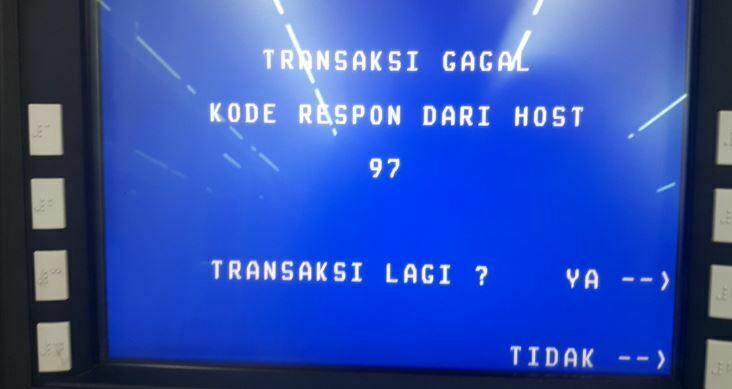 TRANSAKSI GAGAL
KODE RESPON DARI HOST
97
TRANSAKSI LAGI ? YA -->
TIDAK -->